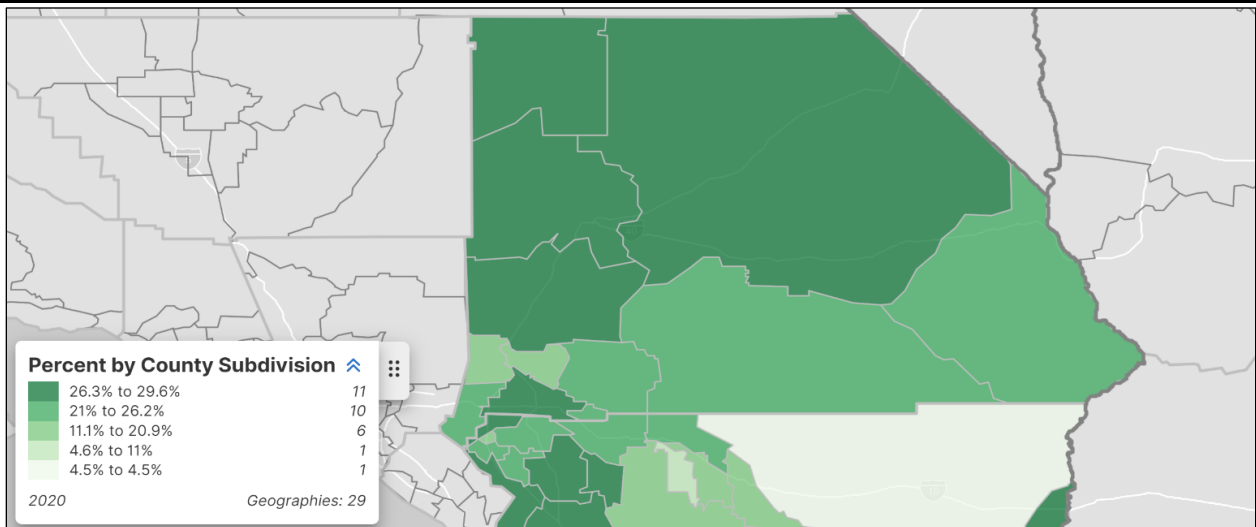 Percent by County Subdivision
26.3% to 29.6% 11
21% to 26.2% 10
11.1% to 20.9% 6
4.6% to 11% 1
4.5% to 4.5% 1
2020 Geographies: 29